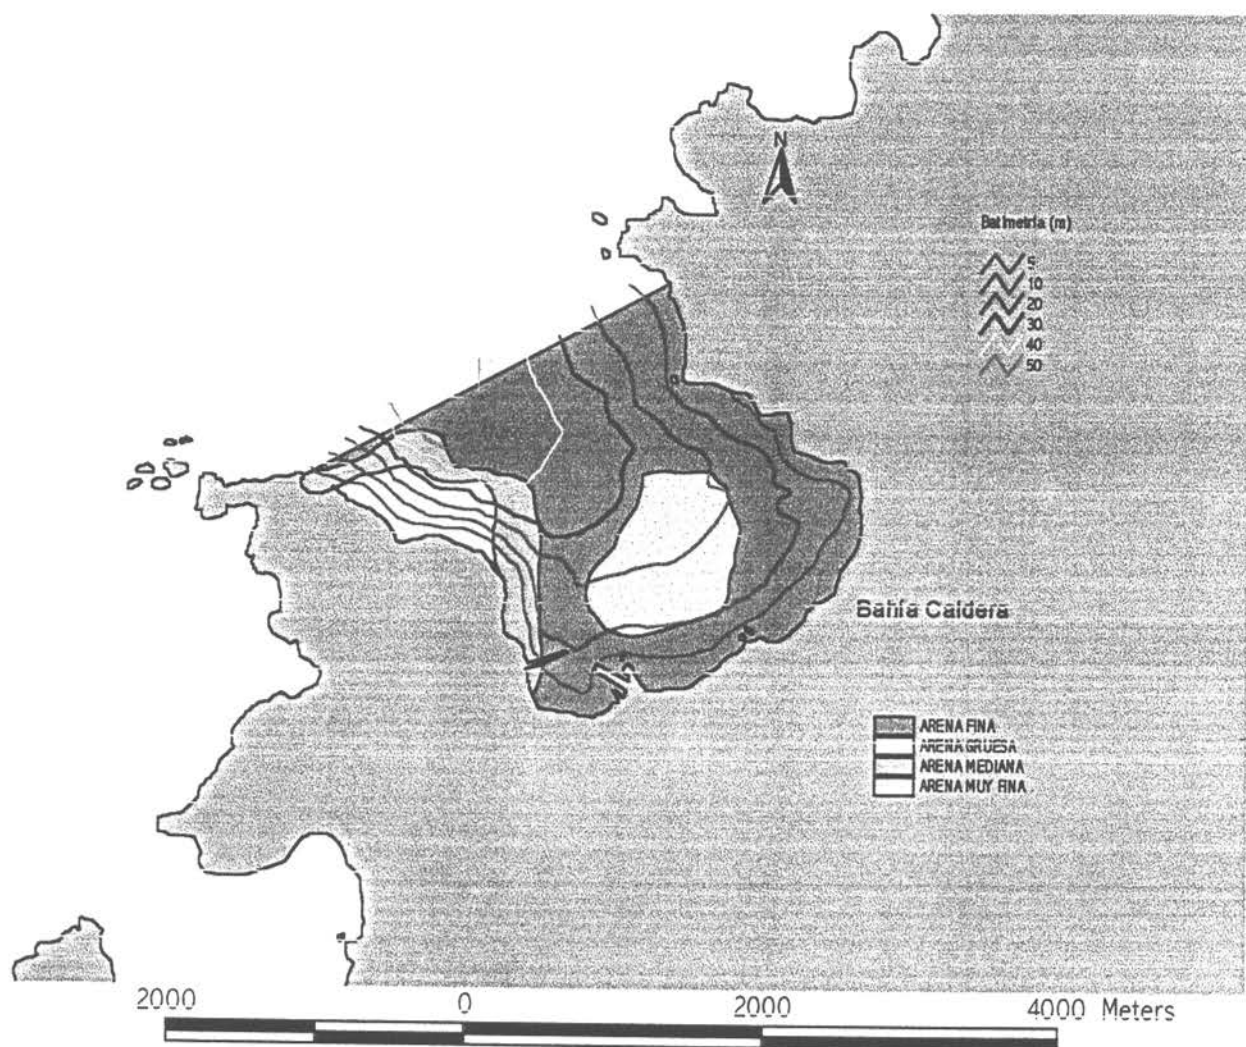 N
Batimetria (m)
5
10
20
30
40
50
Bahía Caldera
ARENA FINA
ARENA GRUESA
ARENA MEDIANA
ARENA MUY FINA
2000 0 2000 4000 Meters